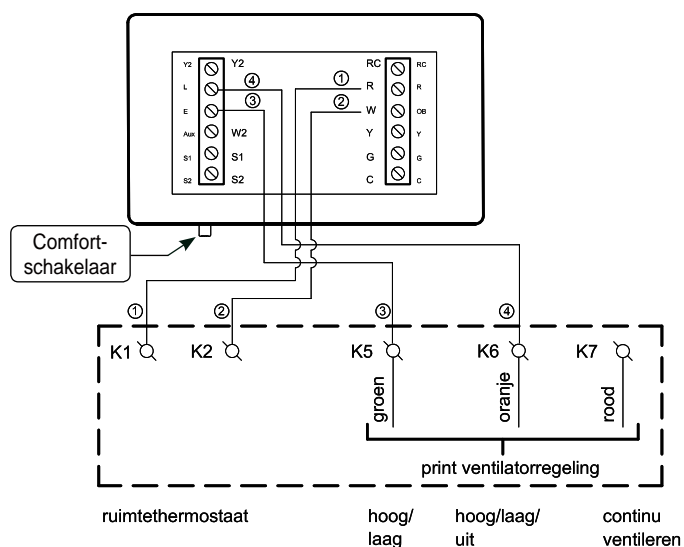 Y2 Y2 RC RC
L ④ ① R R
E ③ ② W OB
Aux W2 Y Y
S1 S1 G G
S2 S2 C C
Comfort-
schakelaar
① ② ③ ④
K1 K2 K5 K6 K7
groen oranje rood
print ventilatorregeling
ruimtethermostaat hoog/ hoog/laag/ continu
laag uit ventileren